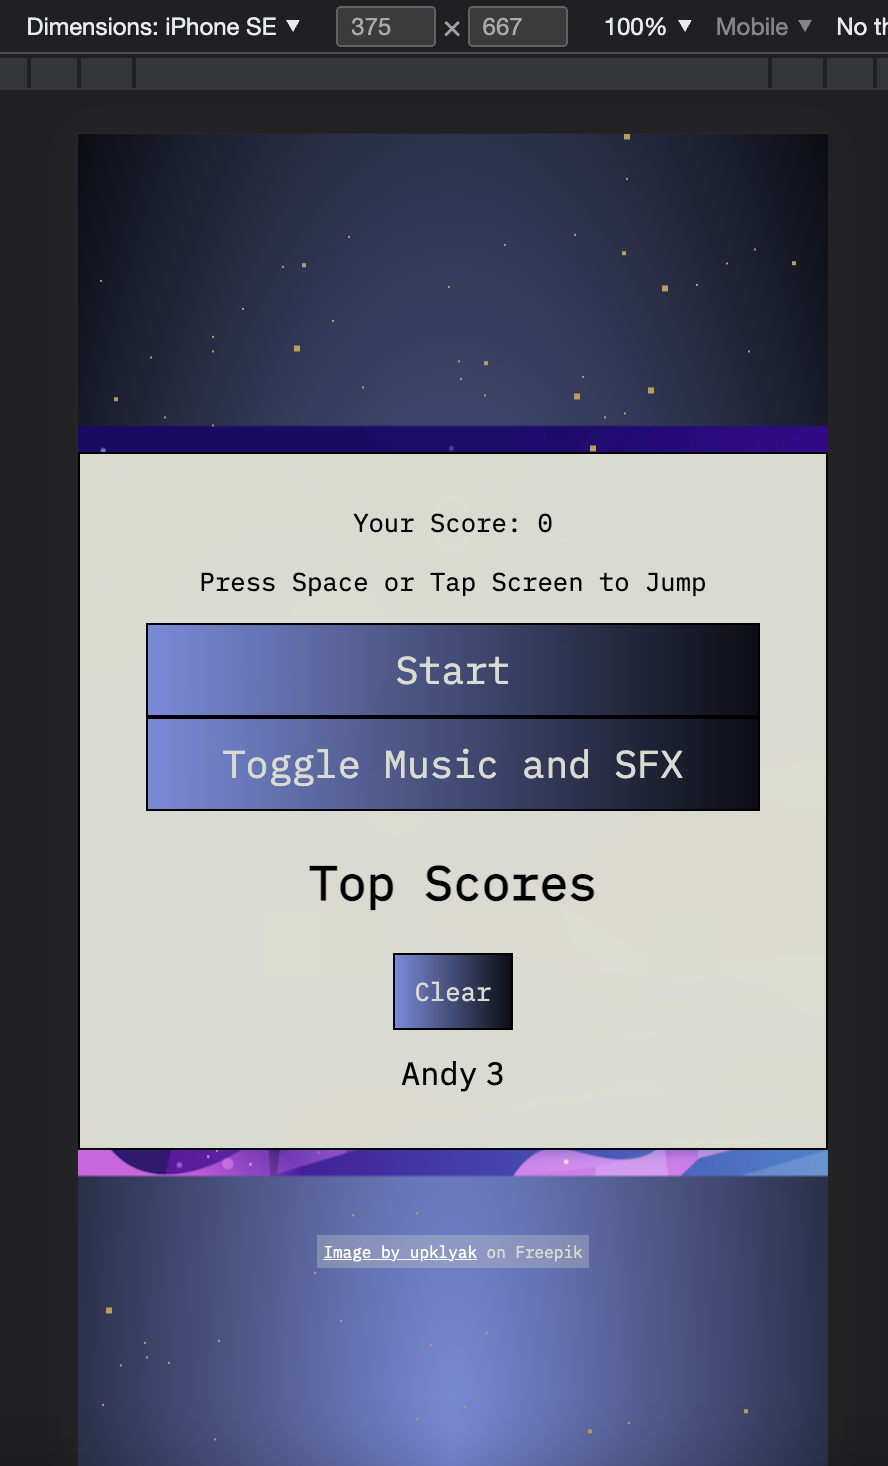 Dimensions: iPhone SE ▼ 375 × 667 100% ▼ Mobile ▼ No
Your Score: 0
Press Space or Tap Screen to Jump
Start
Toggle Music and SFX
Top Scores
Clear
Andy 3
Image by upklyak on Freepik